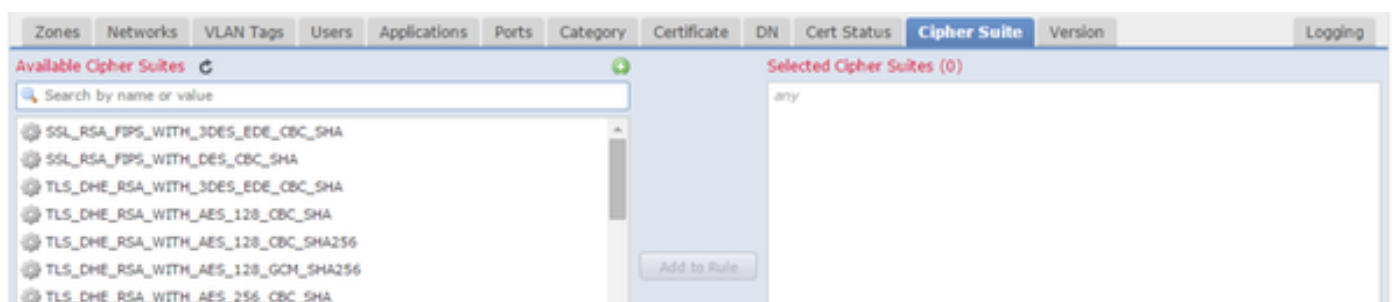 Zones Networks VLAN Tags Users Applications Ports Category Certificate DN Cert Status Cipher Suite Version Logging
Available Cipher Suites
Selected Cipher Suites (0)
Search by name or value
any
SSL_RSA_FIPS_WITH_3DES_EDE_CBC_SHA
SSL_RSA_FIPS_WITH_DES_CBC_SHA
TLS_DHE_RSA_WITH_3DES_EDE_CBC_SHA
TLS_DHE_RSA_WITH_AES_128_CBC_SHA
TLS_DHE_RSA_WITH_AES_128_CBC_SHA256
TLS_DHE_RSA_WITH_AES_128_GCM_SHA256
Add to Rule
TLS_DHE_RSA_WITH_AES_256_CBC_SHA